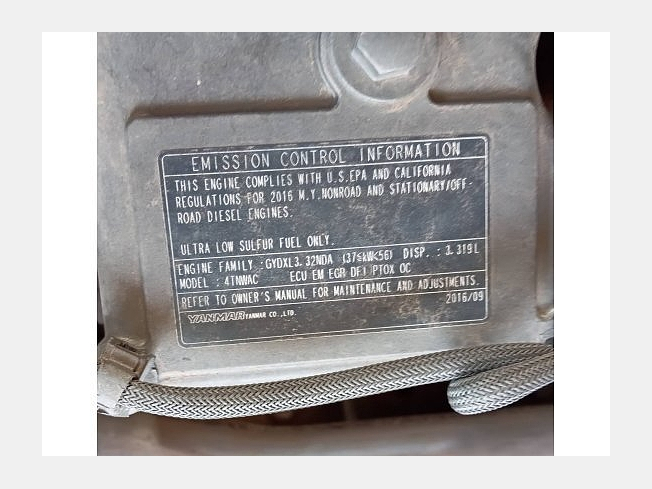 EMISSION CONTROL INFORMATION
THIS ENGINE COMPLIES WITH U.S.EPA AND CALIFORNIA
REGULATIONS FOR 2016 M.Y.NONROAD AND STATIONARY/OFF-
ROAD DIESEL ENGINES.
ULTRA LOW SULFUR FUEL ONLY.
ENGINE FAMILY :GYDXL3.32NDA (37≤kW<56) DISP. : 3.319L
MODEL : 4TNWAC ECU EM EGR DFI PTOX OC
REFER TO OWNER'S MANUAL FOR MAINTENANCE AND ADJUSTMENTS.
YANMAR YANMAR CO.,LTD. 2016/09